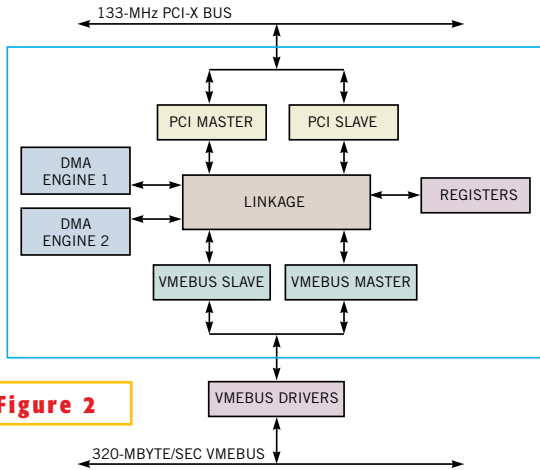 133-MHz PCI-X BUS
PCI MASTER
PCI SLAVE
DMA
ENGINE 1
DMA
ENGINE 2
LINKAGE
REGISTERS
VMEBUS SLAVE
VMEBUS MASTER
Figure 2
VMEBUS DRIVERS
320-MBYTE/SEC VMEBUS